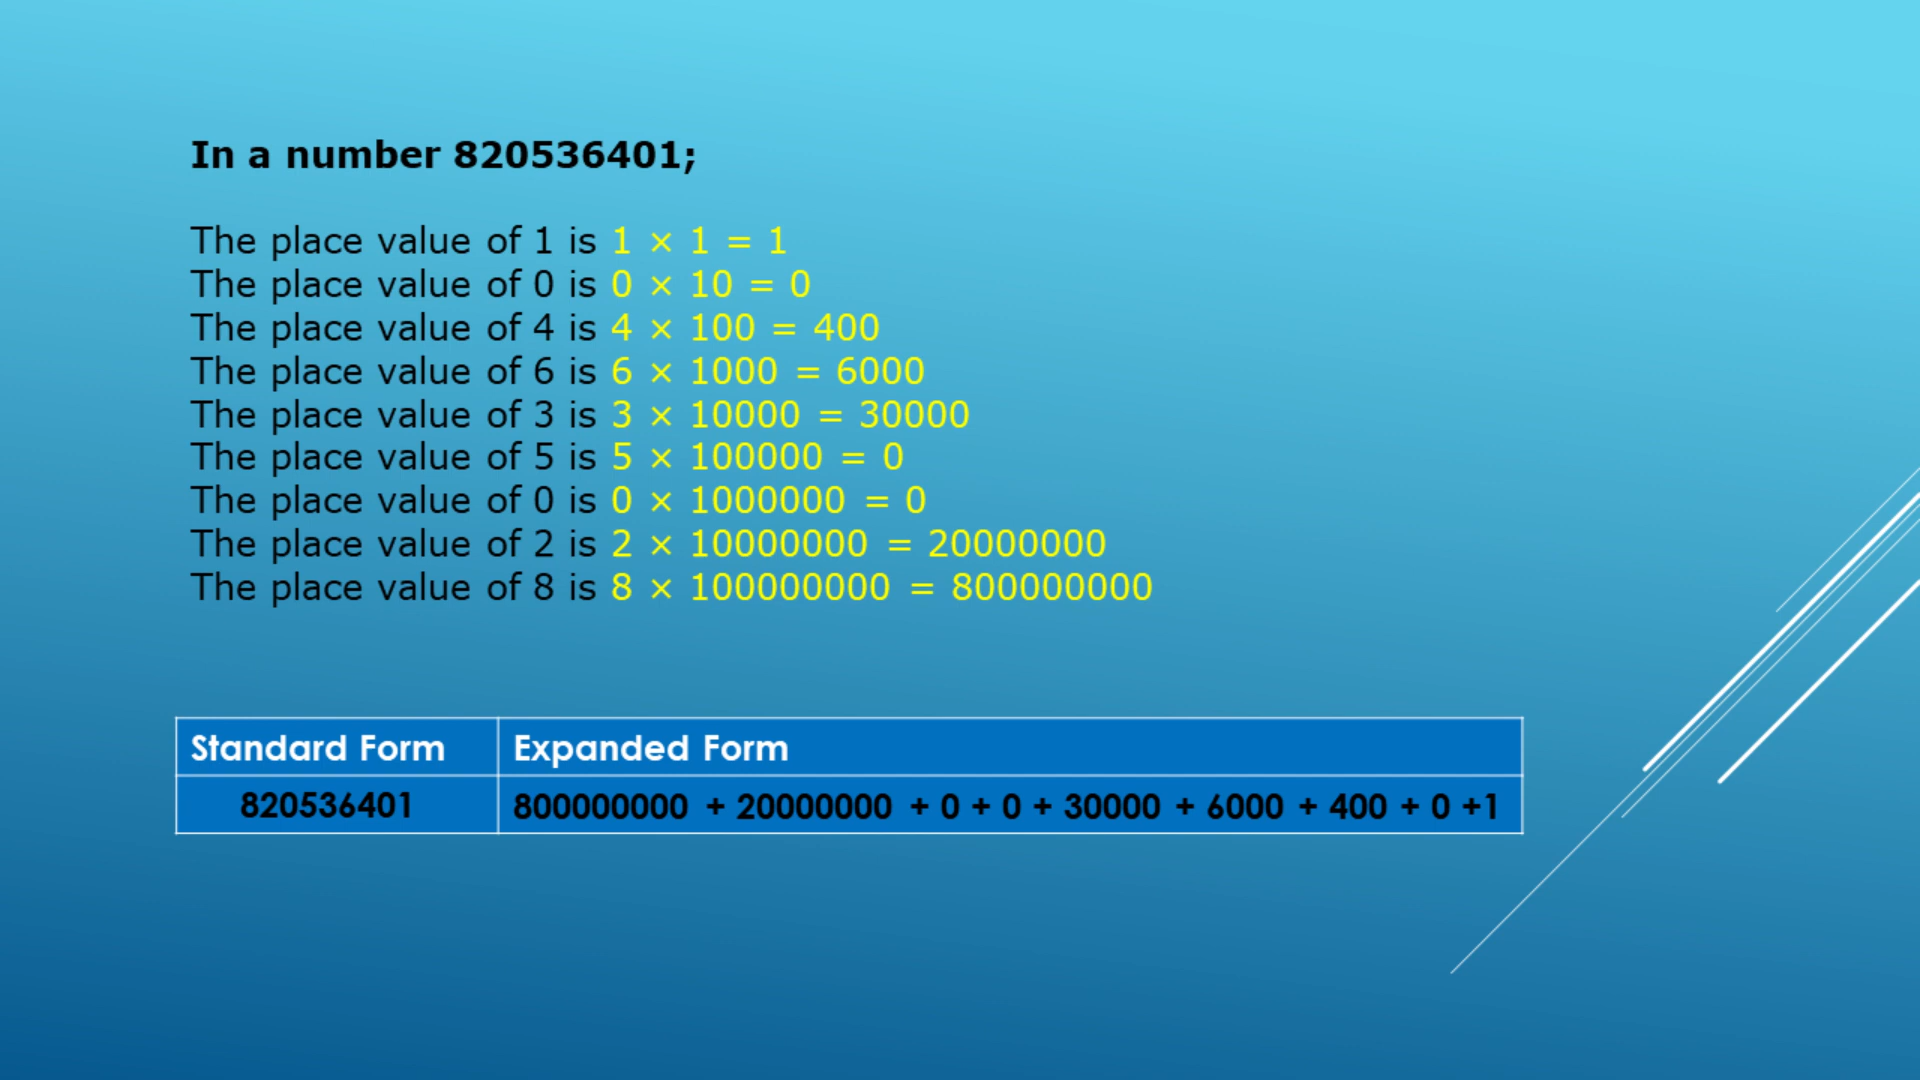 In a number 820536401;
The place value of 1 is 1 × 1 = 1
The place value of 0 is 0 × 10 = 0
The place value of 4 is 4 × 100 = 400
The place value of 6 is 6 × 1000 = 6000
The place value of 3 is 3 × 10000 = 30000
The place value of 5 is 5 × 100000 = 0
The place value of 0 is 0 × 1000000 = 0
The place value of 2 is 2 × 10000000 = 20000000
The place value of 8 is 8 × 100000000 = 800000000
Standard Form Expanded Form
820536401 800000000 + 20000000 + 0 + 0 + 30000 + 6000 + 400 + 0 +1